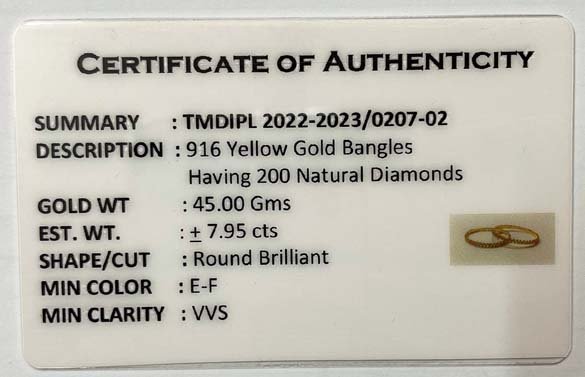 CERTIFICATE OF AUTHENTICITY
SUMMARY : TMDIPL 2022-2023/0207-02
DESCRIPTION : 916 Yellow Gold Bangles
Having 200 Natural Diamonds
GOLD WT : 45.00 Gms
EST. WT. : ± 7.95 cts
SHAPE/CUT : Round Brilliant
MIN COLOR : E-F
MIN CLARITY : VVS